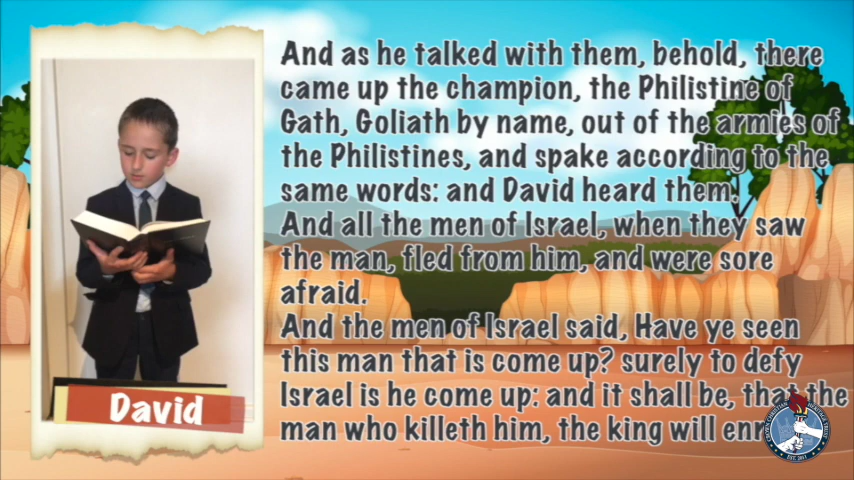 And as he talked with them, behold, there
came up the champion, the Philistine of
Gath, Goliath by name, out of the armies of
the Philistines, and spake according to the
same words: and David heard them.
And all the men of Israel, when they saw
the man, fled from him, and were sore
afraid.
And the men of Israel said, Have ye seen
this man that is come up? surely to defy
Israel is he come up: and it shall be, that the
man who killeth him, the king will
David
EST. 2011